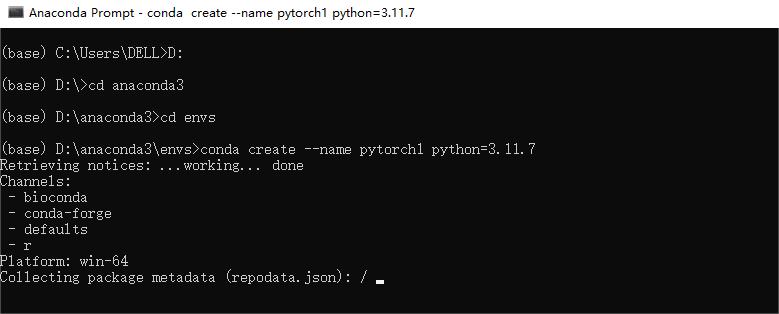 Anaconda Prompt - conda  create --name pytorch1 python=3.11.7
(base) C:\Users\DELL>D:
(base) D:\>cd anaconda3
(base) D:\anaconda3>cd envs
(base) D:\anaconda3\envs>conda create --name pytorch1 python=3.11.7
Retrieving notices: ...working... done
Channels:
 - bioconda
 - conda-forge
 - defaults
 - r
Platform: win-64
Collecting package metadata (repodata.json): /